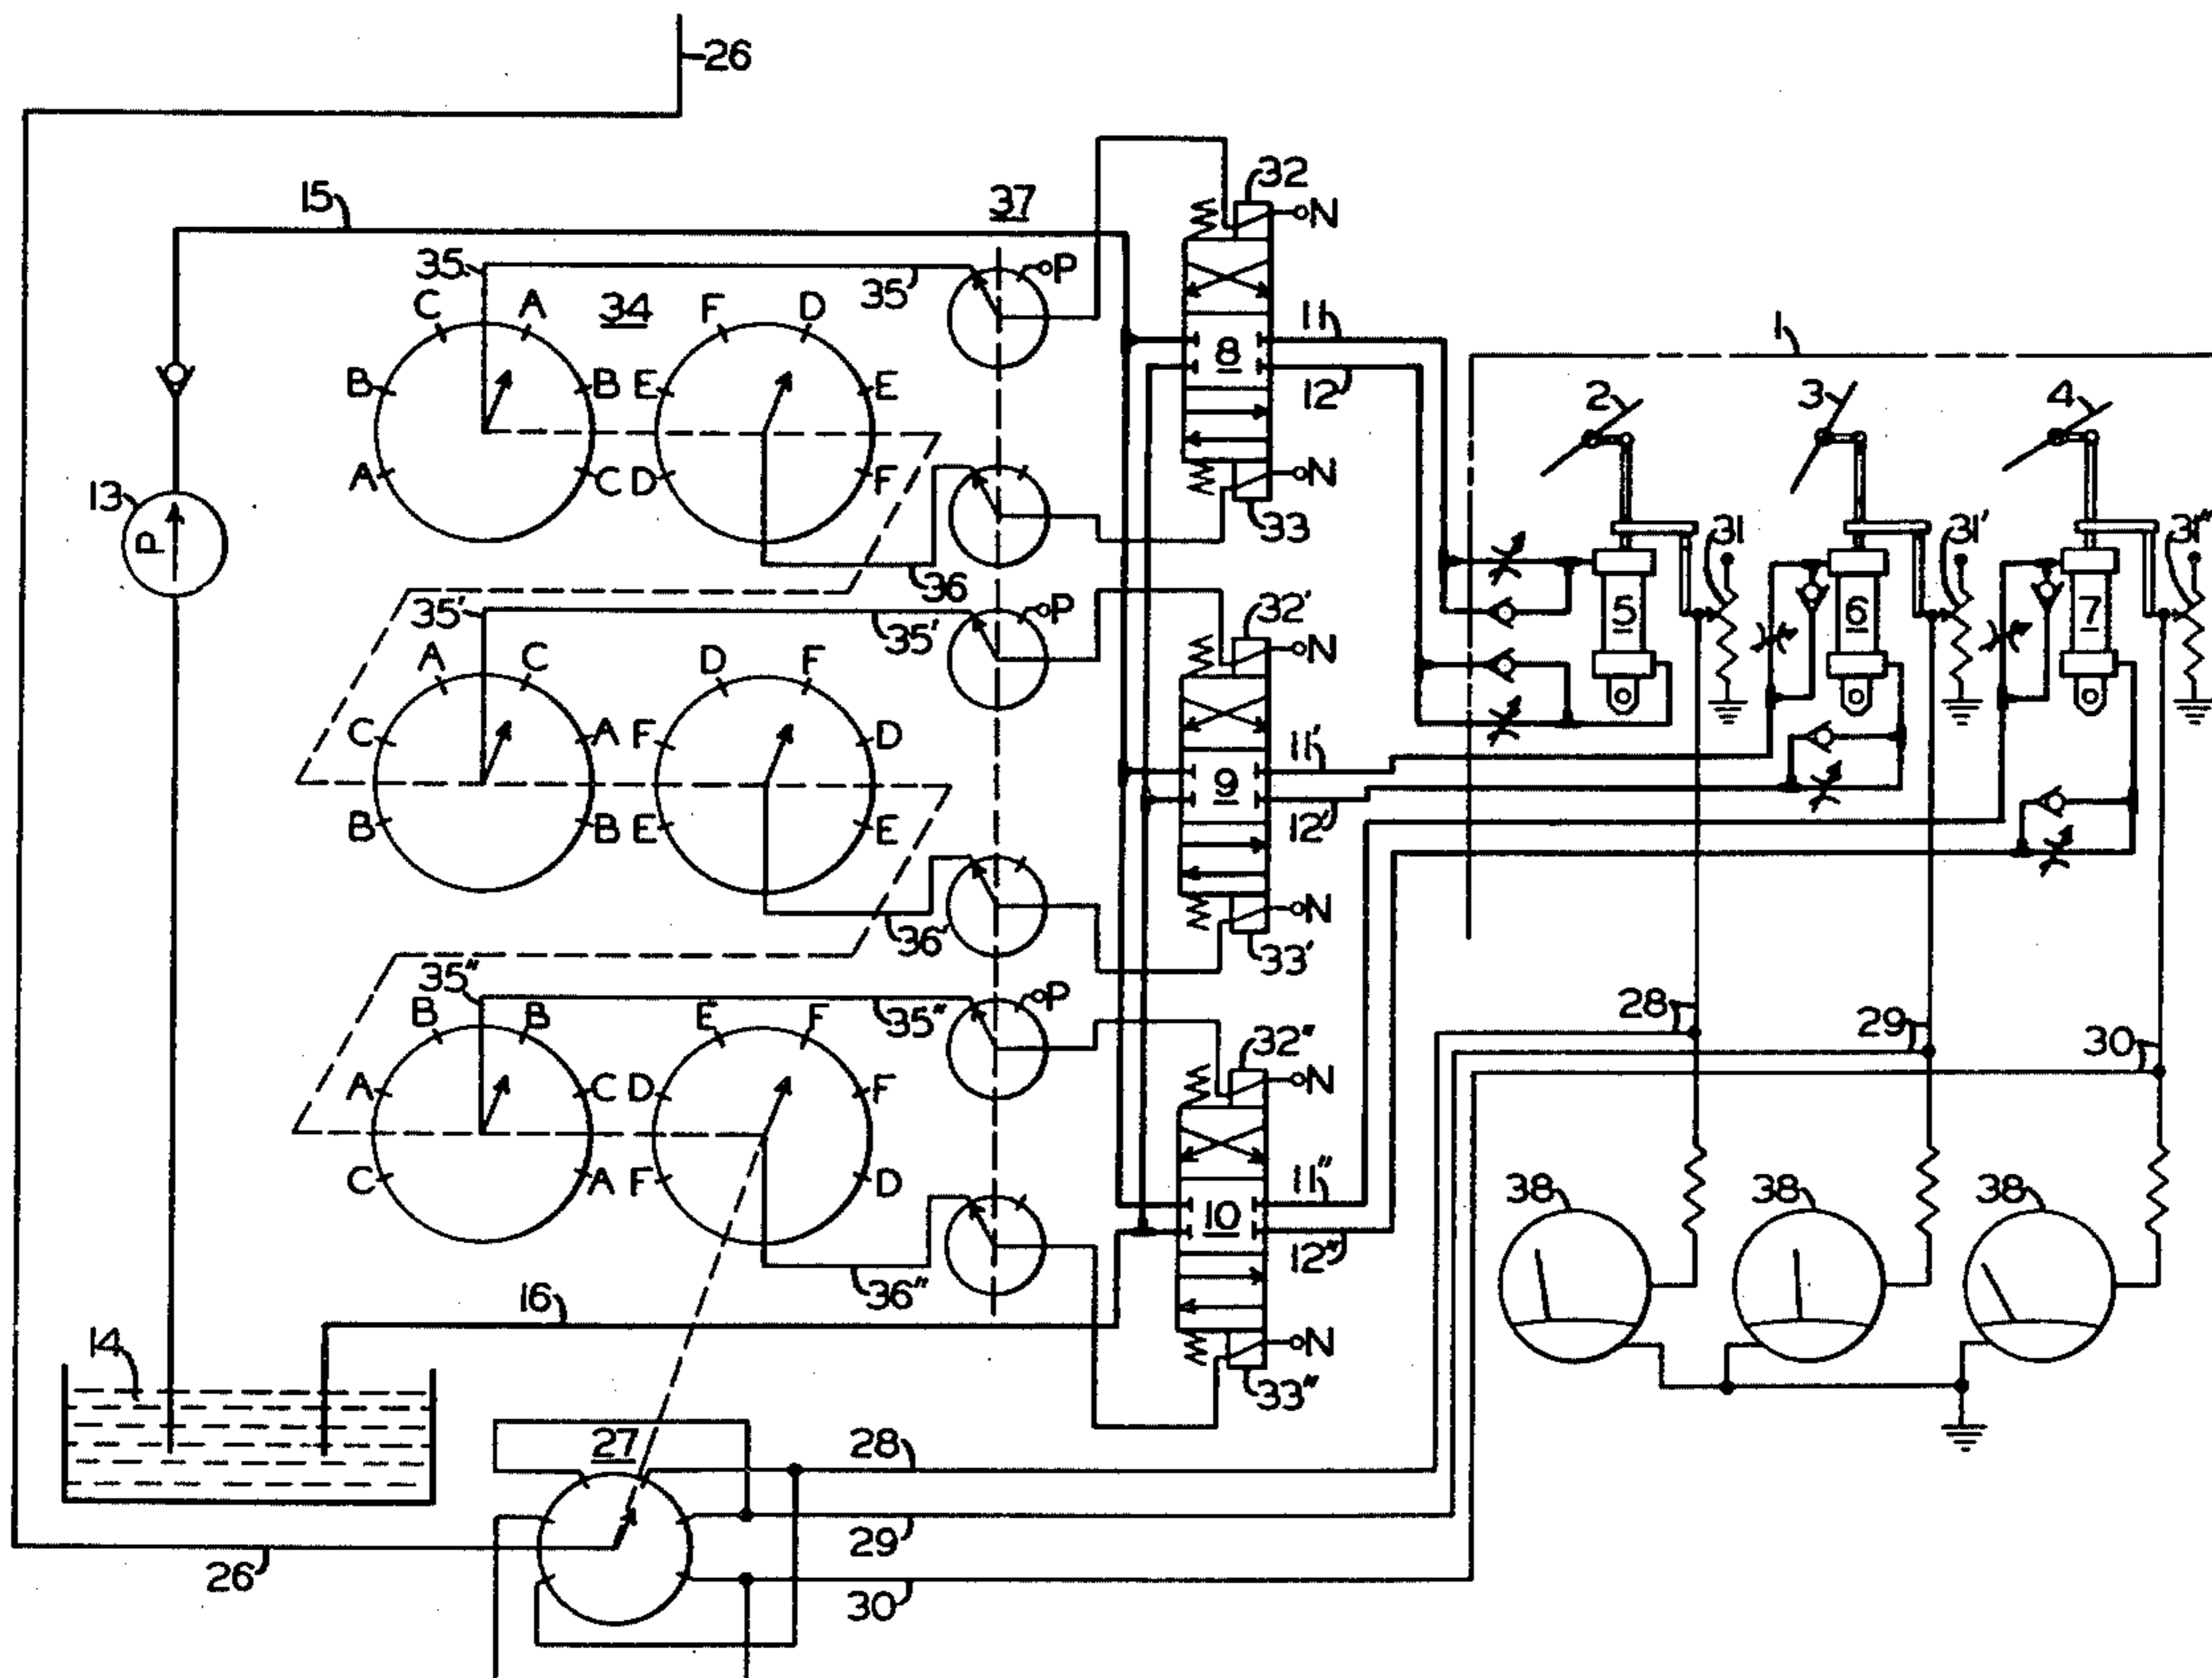 26
15
37
32
N
35
35
P
C
A
34
F
D
B
B
E
E
A
C
D
F
8
11
12
1
2
3
4
13
P
N
33
36
31
31'
31"
5
6
7
35'
35'
P
32'
N
A
C
D
F
C
A
F
D
B
B
E
E
9
11'
12'
36'
N
33'
35"
35"
P
B
B
E
F
A
C
D
F
C
A
F
D
32"
N
28
29
30
10
11"
12"
36"
38
38
38
16
14
N
33"
27
28
29
30
26